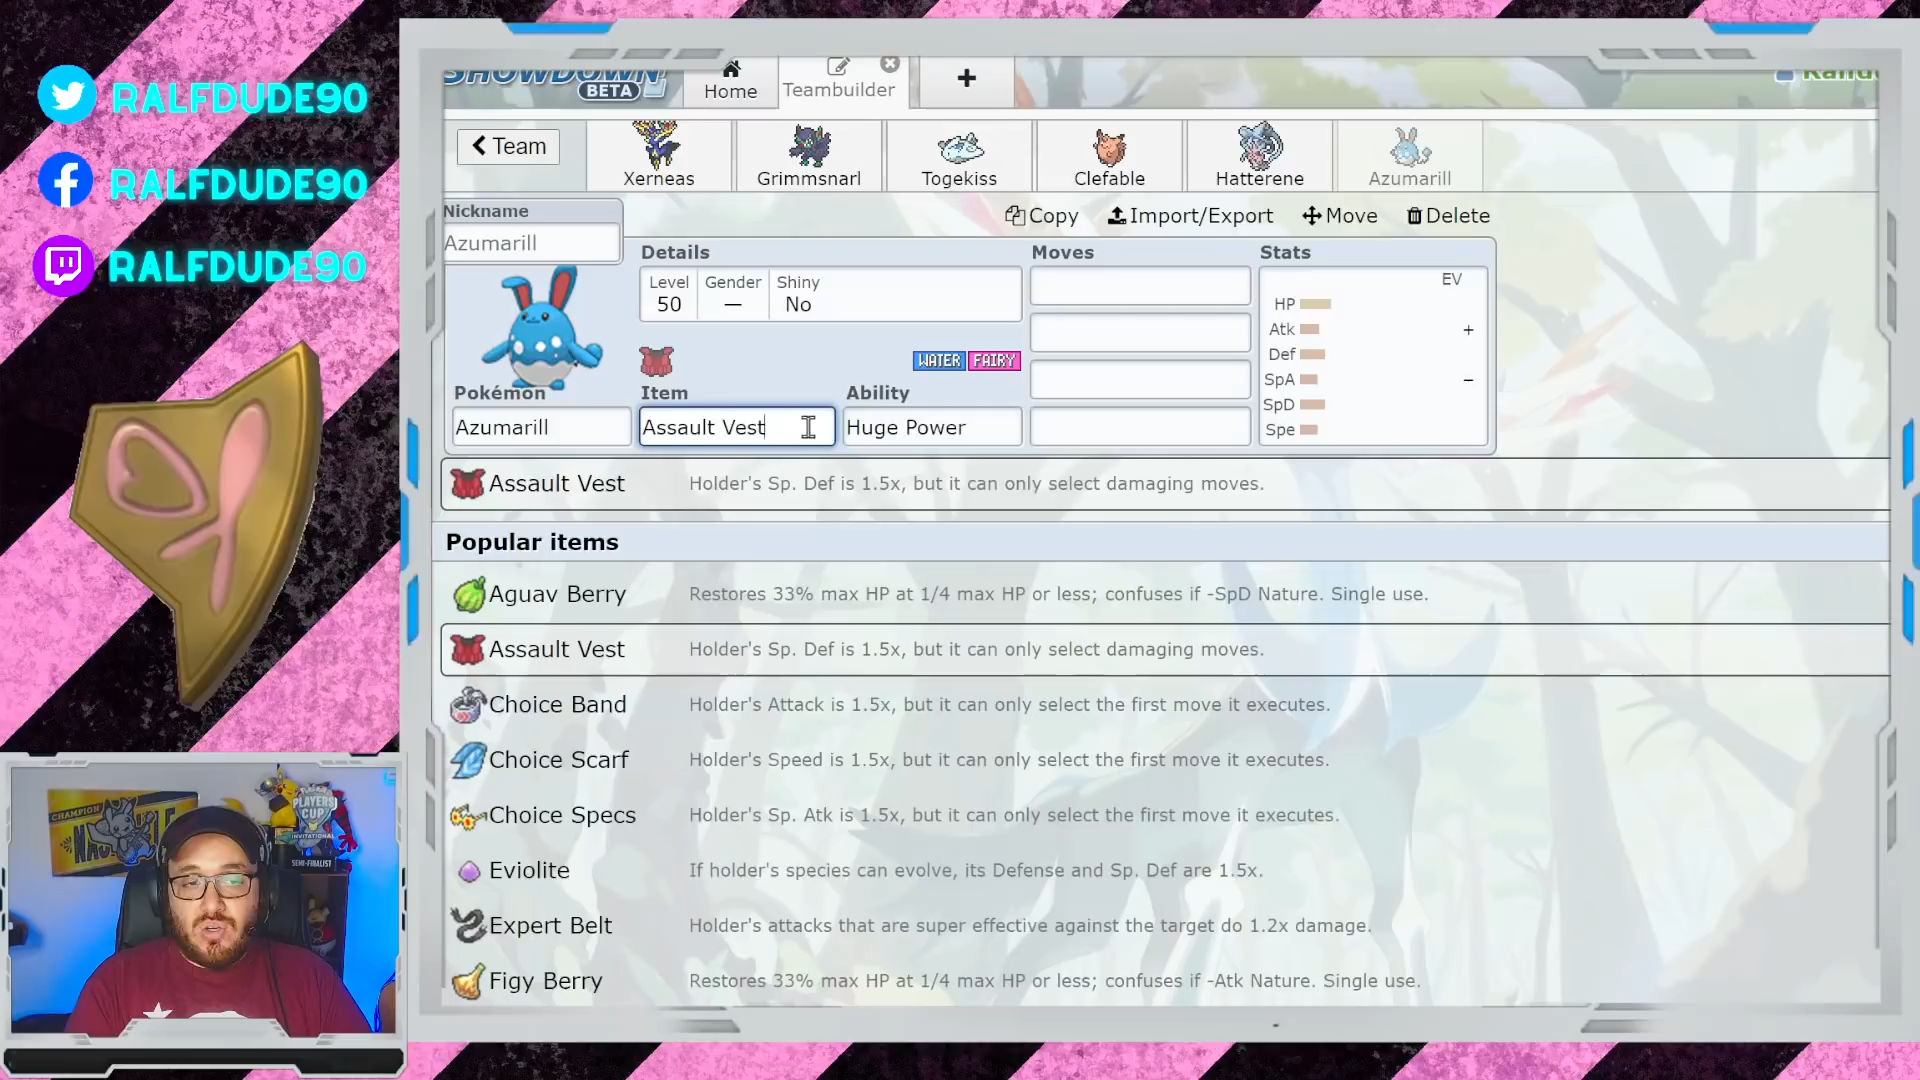 RALFDUDE90
RALFDUDE90
RALFDUDE90
SHOWDOWN
BETA
Home
Teambuilder
+
Team
Xerneas
Grimmsnarl
Togekiss
Clefable
Hatterene
Azumarill
Copy
Import/Export
Move
Delete
Nickname
Azumarill
Details
Moves
Stats
Level
Gender
Shiny
50
—
No
EV
HP
Atk
+
Def
SpA
−
SpD
Spe
WATER
FAIRY
Pokémon
Item
Ability
Azumarill
Assault Vest
Huge Power
Assault Vest Holder's Sp. Def is 1.5x, but it can only select damaging moves.
Popular items
Aguav Berry Restores 33% max HP at 1/4 max HP or less; confuses if -SpD Nature. Single use.
Assault Vest Holder's Sp. Def is 1.5x, but it can only select damaging moves.
Choice Band Holder's Attack is 1.5x, but it can only select the first move it executes.
Choice Scarf Holder's Speed is 1.5x, but it can only select the first move it executes.
Choice Specs Holder's Sp. Atk is 1.5x, but it can only select the first move it executes.
Eviolite If holder's species can evolve, its Defense and Sp. Def are 1.5x.
Expert Belt Holder's attacks that are super effective against the target do 1.2x damage.
Figy Berry Restores 33% max HP at 1/4 max HP or less; confuses if -Atk Nature. Single use.
CHAMPION
PLAYERS
CUP
INVITATIONAL
SEMI-FINALIST